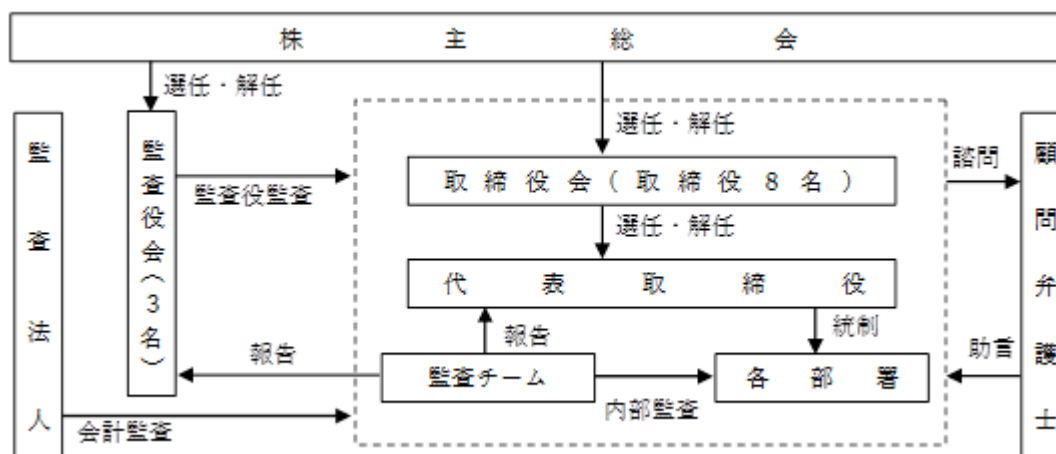 株主総会
選任・解任
選任・解任
監査法人
監査役会(3名)
監査役監査
取締役会(取締役8名)
諮問
顧問弁護士
選任・解任
代表取締役
報告
統制
報告
助言
監査チーム
各部署
内部監査
会計監査